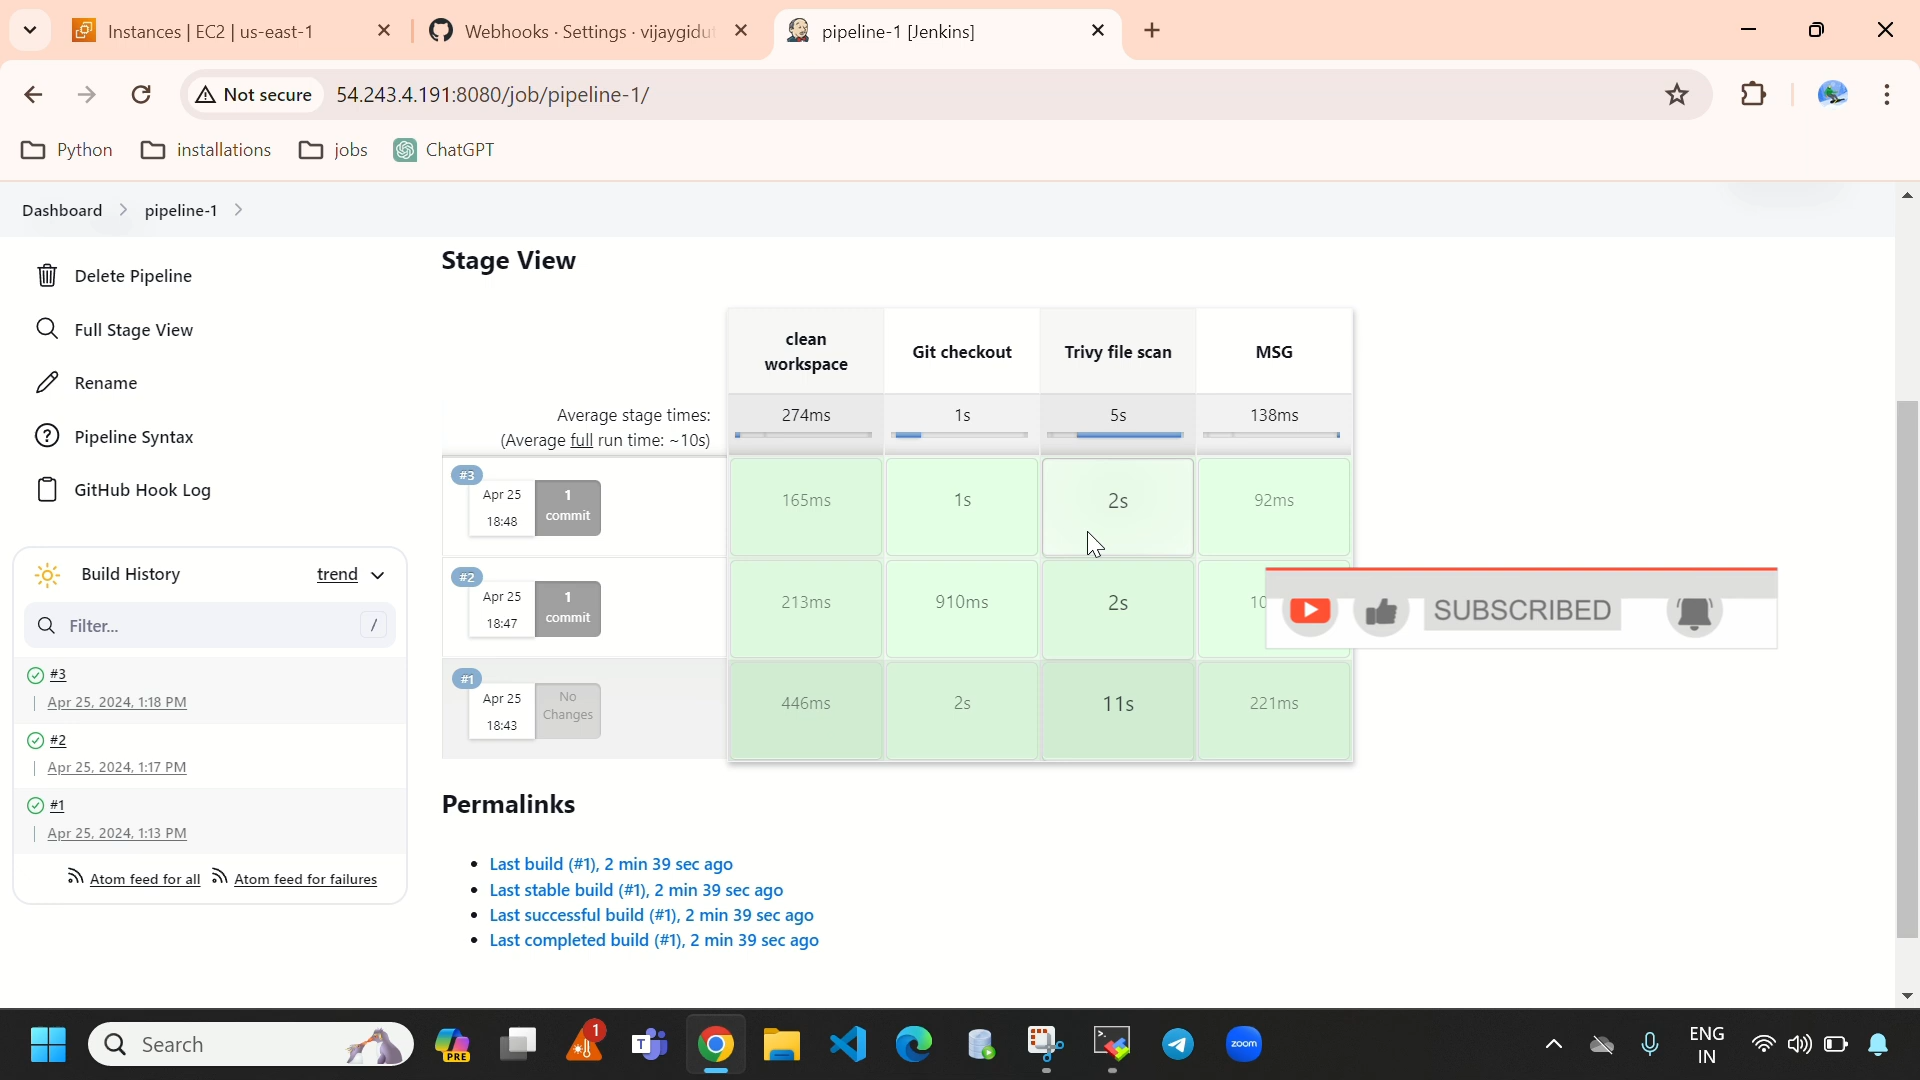 Instances | EC2 | us-east-1
Webhooks · Settings · vijaygidu
pipeline-1 [Jenkins]
Not secure
54.243.4.191:8080/job/pipeline-1/
Python
installations
jobs
ChatGPT
Dashboard
pipeline-1
Delete Pipeline
Full Stage View
Rename
Pipeline Syntax
GitHub Hook Log
Build History
trend
Filter...
/
#3
Apr 25, 2024, 1:18 PM
#2
Apr 25, 2024, 1:17 PM
#1
Apr 25, 2024, 1:13 PM
Atom feed for all
Atom feed for failures
Stage View
clean
workspace
Git checkout
Trivy file scan
MSG
Average stage times:
(Average full run time: ~10s)
274ms
1s
5s
138ms
#3
Apr 25
18:48
1
commit
165ms
1s
2s
92ms
#2
Apr 25
18:47
1
commit
213ms
910ms
2s
10
#1
Apr 25
18:43
No
Changes
446ms
2s
11s
221ms
SUBSCRIBED
Permalinks
Last build (#1), 2 min 39 sec ago
Last stable build (#1), 2 min 39 sec ago
Last successful build (#1), 2 min 39 sec ago
Last completed build (#1), 2 min 39 sec ago
Search
PRE
1
T
zoom
ENG
IN